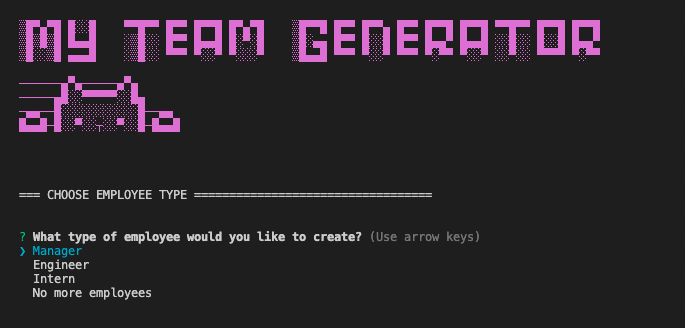 MY TEAM GENERATOR
=== CHOOSE EMPLOYEE TYPE ==================================
? What type of employee would you like to create? (Use arrow keys)
❯ Manager
Engineer
Intern
No more employees